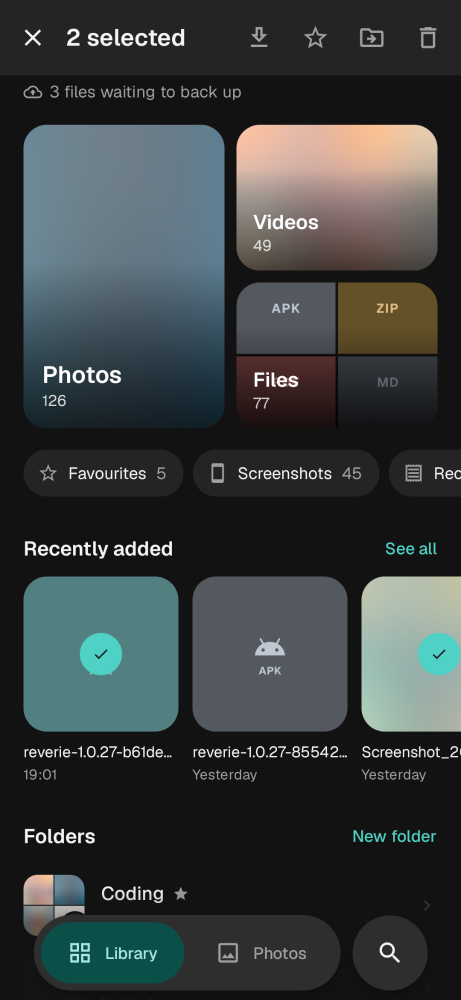 2 selected
3 files waiting to back up
Videos
49
APK
ZIP
Photos
126
Files
77
MD
Favourites 5
Screenshots 45
Rec
Recently added
See all
APK
reverie-1.0.27-b61de...
19:01
reverie-1.0.27-85542...
Yesterday
Screenshot_20
Yesterday
Folders
New folder
Coding
Library
Photos